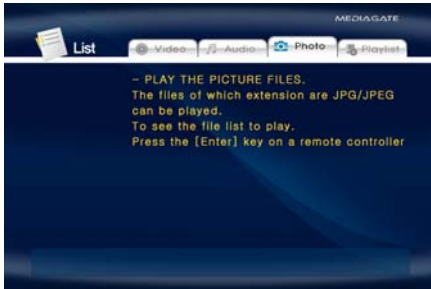 MEDIAGATE
List
Video Audio Photo Playlist
- PLAY THE PICTURE FILES.
The files of which extension are JPG/JPEG
can be played.
To see the file list to play.
Press the [Enter] key on a remote controller